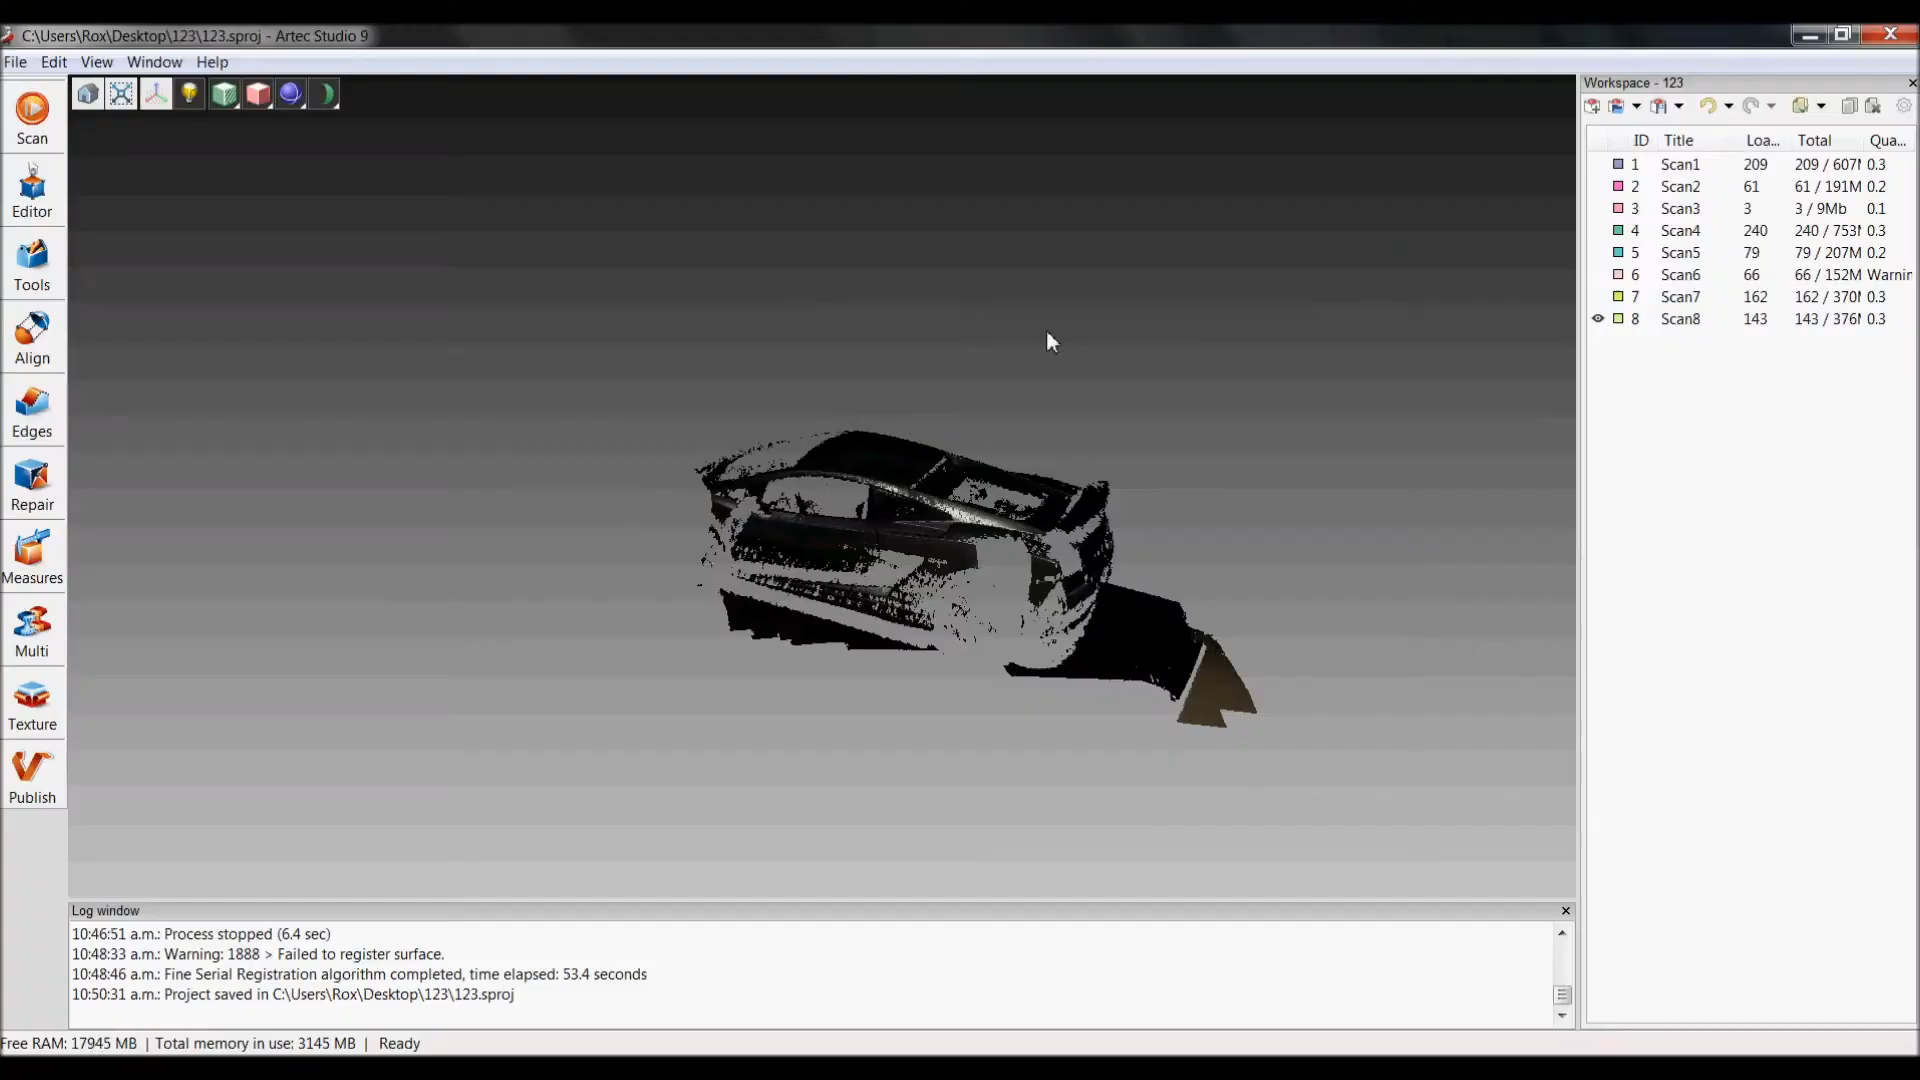 C:\Users\Rox\Desktop\123\123.sproj - Artec Studio 9
File Edit View Window Help
Scan
Editor
Tools
Align
Edges
Repair
Measures
Multi
Texture
Publish
Workspace - 123
ID Title Loa... Total Qua...
1 Scan1 209 209 / 607 0.3
2 Scan2 61 61 / 191M 0.2
3 Scan3 3 3 / 9Mb 0.1
4 Scan4 240 240 / 753 0.3
5 Scan5 79 79 / 207M 0.2
6 Scan6 66 66 / 152M Warnin
7 Scan7 162 162 / 370 0.3
8 Scan8 143 143 / 376 0.3
Log window
10:46:51 a.m.: Process stopped (6.4 sec)
10:48:33 a.m.: Warning: 1888 > Failed to register surface.
10:48:46 a.m.: Fine Serial Registration algorithm completed, time elapsed: 53.4 seconds
10:50:31 a.m.: Project saved in C:\Users\Rox\Desktop\123\123.sproj
Free RAM: 17945 MB | Total memory in use: 3145 MB | Ready